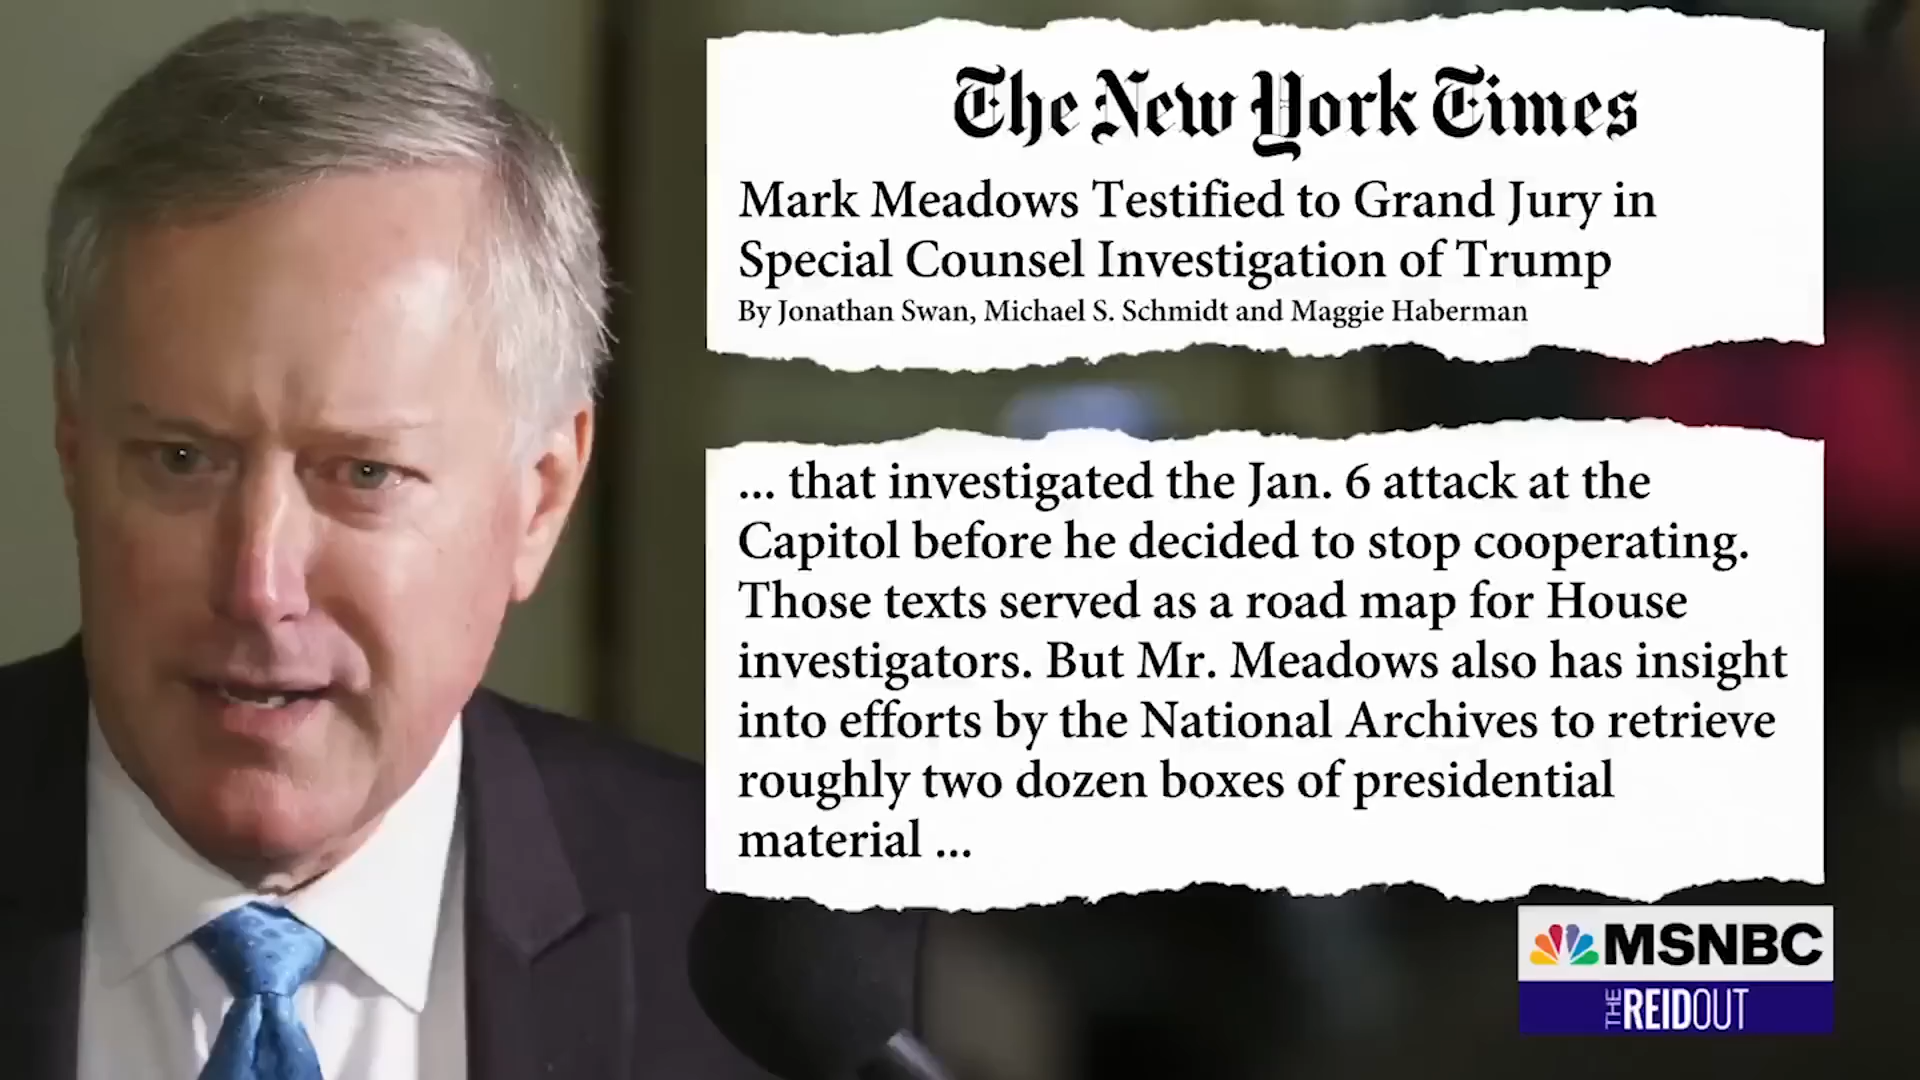 The New York Times
Mark Meadows Testified to Grand Jury in
Special Counsel Investigation of Trump
By Jonathan Swan, Michael S. Schmidt and Maggie Haberman
... that investigated the Jan. 6 attack at the
Capitol before he decided to stop cooperating.
Those texts served as a road map for House
investigators. But Mr. Meadows also has insight
into efforts by the National Archives to retrieve
roughly two dozen boxes of presidential
material ...
MSNBC
THE REIDOUT